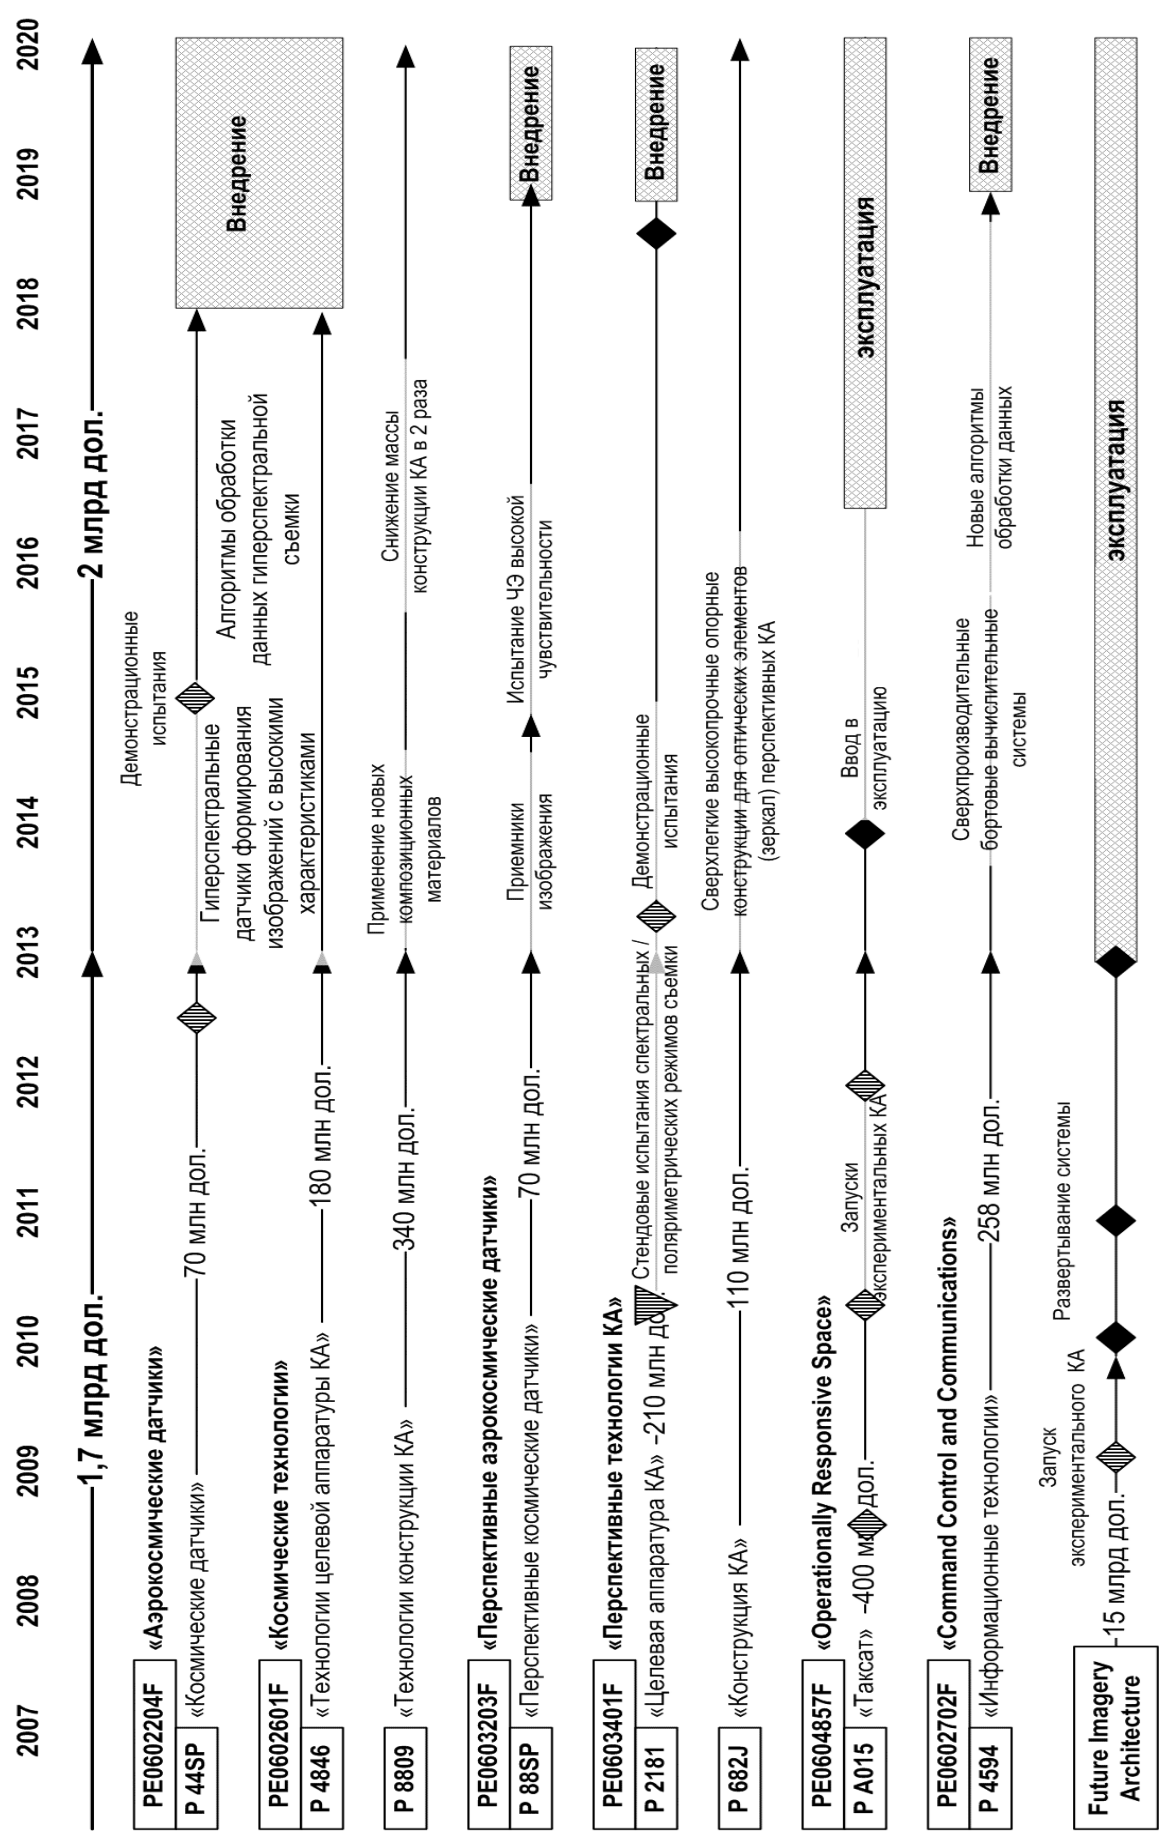 2007 2008 2009 2010 2011 2012 2013 2014 2015 2016 2017 2018 2019 2020
1,7 млрд дол. 2 млрд дол.
PE0602204F «Аэрокосмические датчики»
P 44SP «Космические датчики» 70 млн дол.
Демонстрационные
испытания
Гиперспектральные
датчики формирования
изображений с высокими
характеристиками
Алгоритмы обработки
данных гиперспектральной
съемки
Внедрение
PE0602601F «Космические технологии»
P 4846 «Технологии целевой аппаратуры КА» 180 млн дол.
P 8809 «Технологии конструкции КА» 340 млн дол.
Применение новых
композиционных
материалов
Снижение массы
конструкции КА в 2 раза
PE0603203F «Перспективные аэрокосмические датчики»
P 88SP «Перспективные космические датчики» 70 млн дол.
Приемники
изображения
Испытание ЧЭ высокой
чувствительности
Внедрение
PE0603401F «Перспективные технологии КА»
P 2181 «Целевая аппаратура КА» 210 млн дол.
Стендовые испытания спектральных /
поляриметрических режимов съемки
Демонстрационные
испытания
Внедрение
P 682J «Конструкция КА» 110 млн дол.
Сверхлегкие высокопрочные опорные
конструкции для оптических элементов
(зеркал) перспективных КА
PE0604857F «Operationally Responsive Space»
P A015 «Таксат» 400 млн дол.
Запуски
экспериментальных КА
Ввод в
эксплуатацию
эксплуатация
PE0602702F «Command Control and Communications»
P 4594 «Информационные технологии» 258 млн дол.
Сверхпроизводительные
бортовые вычислительные
системы
Новые алгоритмы
обработки данных
Внедрение
Future Imagery
Architecture
15 млрд дол.
Запуск
экспериментального КА
Развертывание системы
эксплуатация